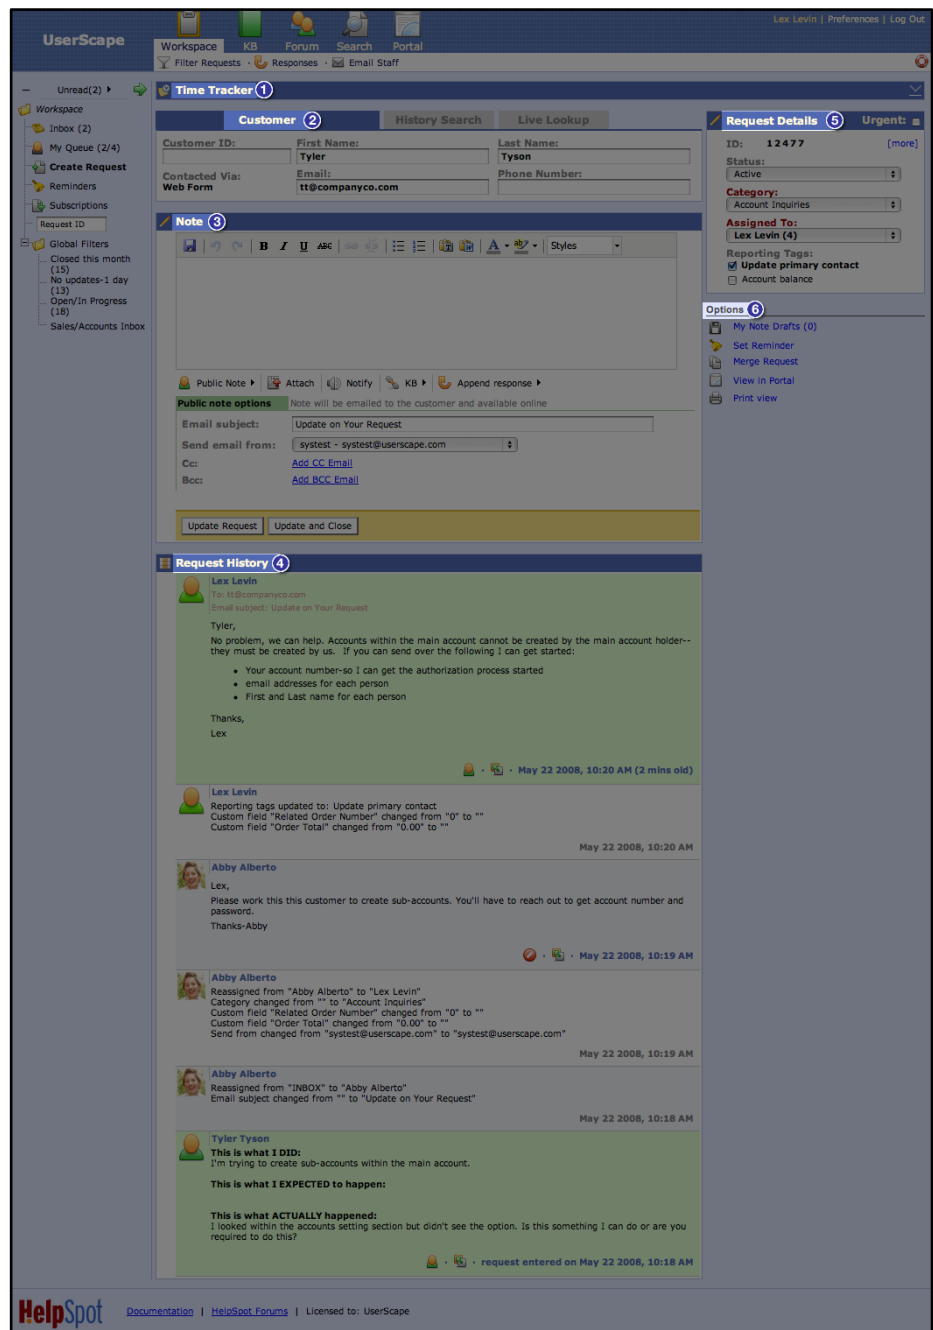 Lex Levin | Preferences | Log Out
UserScape
Workspace KB Forum Search Portal
Filter Requests · Responses · Email Staff
Unread(2)
Workspace
Inbox (2)
My Queue (2/4)
Create Request
Reminders
Subscriptions
Request ID
Global Filters
Closed this month
(15)
No updates-1 day
(13)
Open/In Progress
(18)
Sales/Accounts Inbox
Time Tracker 1
Customer 2 History Search Live Lookup
Customer ID: First Name: Last Name:
Tyler Tyson
Contacted Via: Email: Phone Number:
Web Form tt@companyco.com
Note 3
B I U ABC A ab Styles
Public Note Attach Notify KB Append response
Public note options Note will be emailed to the customer and available online
Email subject: Update on Your Request
Send email from: systest - systest@userscape.com
Cc: Add CC Email
Bcc: Add BCC Email
Update Request Update and Close
Request History 4
Lex Levin
To: tt@companyco.com
Email subject: Update on Your Request
Tyler,
No problem, we can help. Accounts within the main account cannot be created by the main account holder--
they must be created by us. If you can send over the following I can get started:
• Your account number-so I can get the authorization process started
• email addresses for each person
• First and Last name for each person
Thanks,
Lex
· · May 22 2008, 10:20 AM (2 mins old)
Lex Levin
Reporting tags updated to: Update primary contact
Custom field "Related Order Number" changed from "0" to ""
Custom field "Order Total" changed from "0.00" to ""
May 22 2008, 10:20 AM
Abby Alberto
Lex,
Please work this this customer to create sub-accounts. You'll have to reach out to get account number and
password.
Thanks-Abby
· · May 22 2008, 10:19 AM
Abby Alberto
Reassigned from "Abby Alberto" to "Lex Levin"
Category changed from "" to "Account Inquiries"
Custom field "Related Order Number" changed from "0" to ""
Custom field "Order Total" changed from "0.00" to ""
Send from changed from "systest@userscape.com" to "systest@userscape.com"
May 22 2008, 10:19 AM
Abby Alberto
Reassigned from "INBOX" to "Abby Alberto"
Email subject changed from "" to "Update on Your Request"
May 22 2008, 10:18 AM
Tyler Tyson
This is what I DID:
I'm trying to create sub-accounts within the main account.
This is what I EXPECTED to happen:
This is what ACTUALLY happened:
I looked within the accounts setting section but didn't see the option. Is this something I can do or are you
required to do this?
· · request entered on May 22 2008, 10:18 AM
Request Details 5 Urgent:
ID: 12477 [more]
Status:
Active
Category:
Account Inquiries
Assigned To:
Lex Levin (4)
Reporting Tags:
Update primary contact
Account balance
Options 6
My Note Drafts (0)
Set Reminder
Merge Request
View in Portal
Print view
HelpSpot Documentation | HelpSpot Forums | Licensed to: UserScape